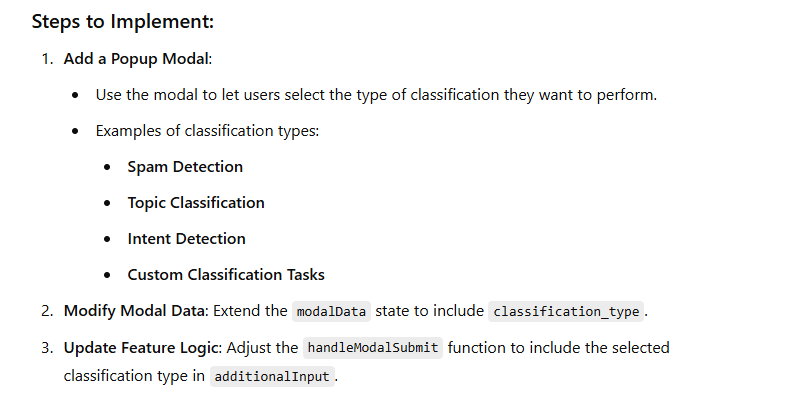 Steps to Implement:
1. Add a Popup Modal:
• Use the modal to let users select the type of classification they want to perform.
• Examples of classification types:
• Spam Detection
• Topic Classification
• Intent Detection
• Custom Classification Tasks
2. Modify Modal Data: Extend the modalData state to include classification_type.
3. Update Feature Logic: Adjust the handleModalSubmit function to include the selected
classification type in additionalInput.